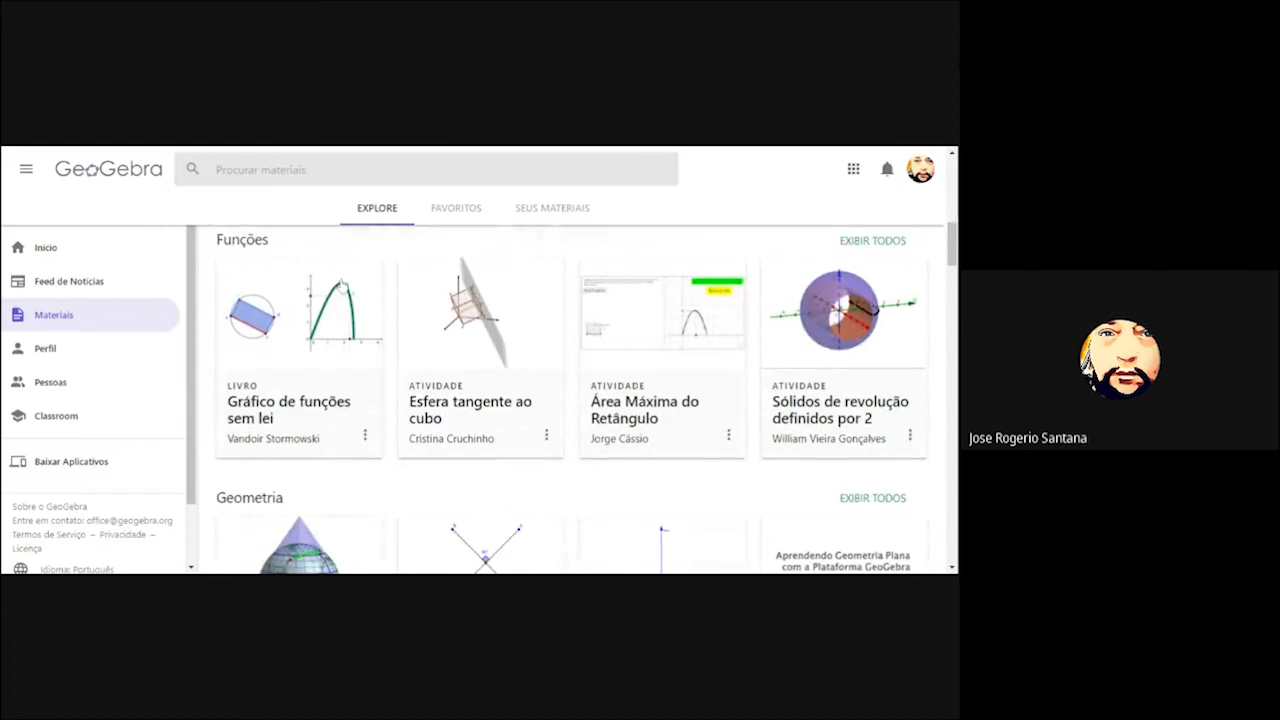 GeoGebra
Procurar materiais
EXPLORE
FAVORITOS
SEUS MATERIAIS
Início
Feed de Notícias
Materiais
Perfil
Pessoas
Classroom
Baixar Aplicativos
Sobre o GeoGebra
Entre em contato: office@geogebra.org
Termos de Serviço – Privacidade –
Licença
Idioma: Português
Funções
EXIBIR TODOS
LIVRO
Gráfico de funções
sem lei
Vandoir Stormowski
ATIVIDADE
Esfera tangente ao
cubo
Cristina Cruchinho
ATIVIDADE
Área Máxima do
Retângulo
Jorge Cássio
ATIVIDADE
Sólidos de revolução
definidos por 2
William Vieira Gonçalves
Geometria
EXIBIR TODOS
Aprendendo Geometria Plana
com a Plataforma GeoGebra
Jose Rogerio Santana